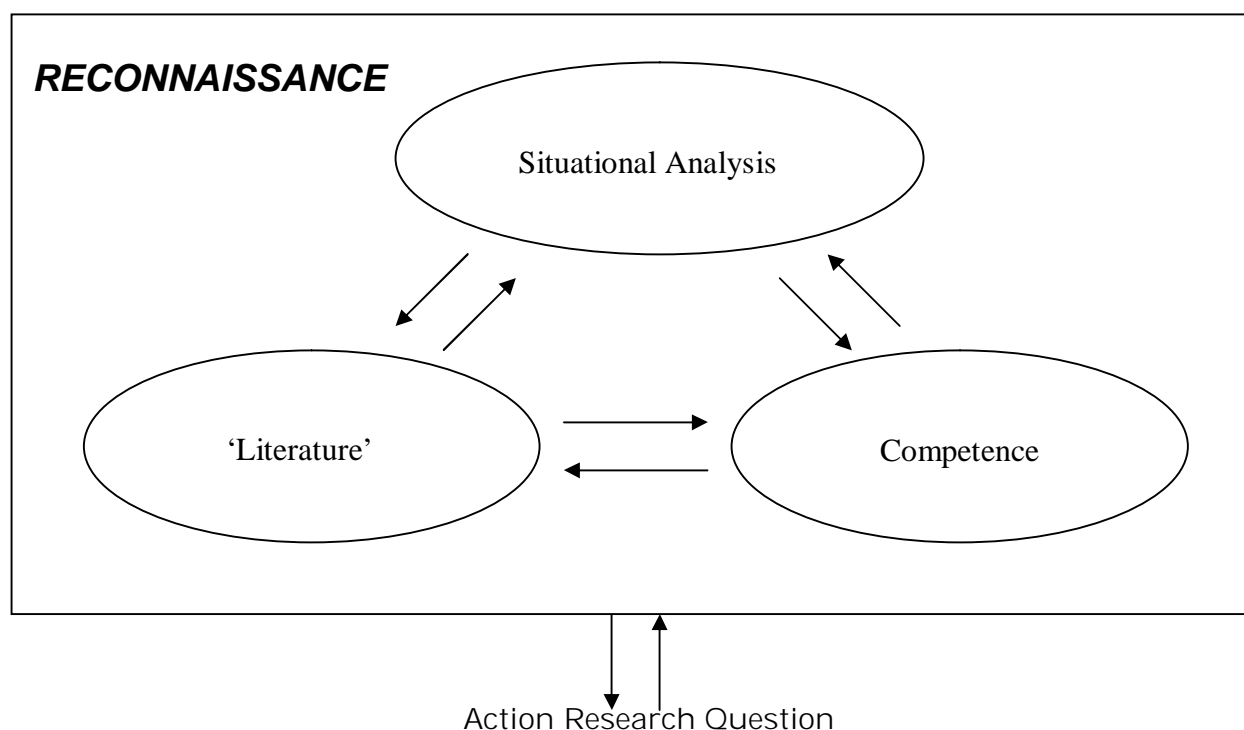 RECONNAISSANCE
Situational Analysis
‘Literature’
Competence
Action Research Question